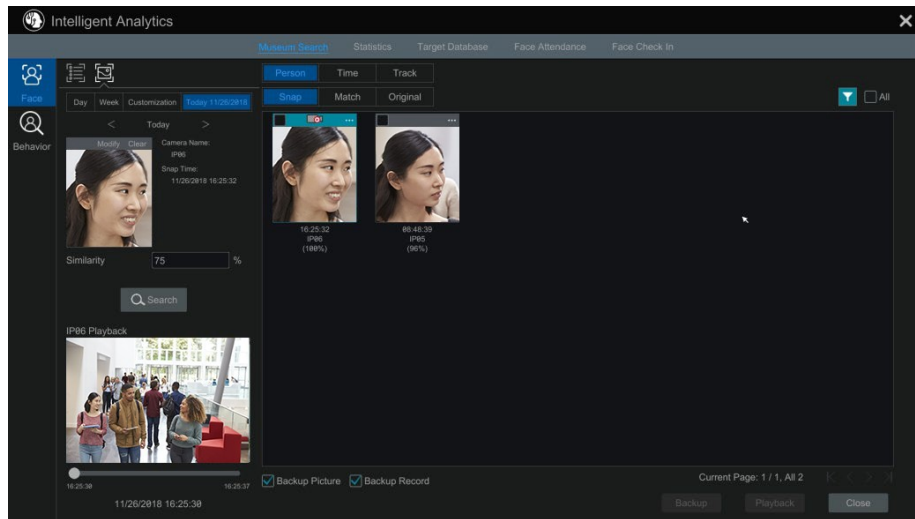 Intelligent Analytics
Museum Search Statistics Target Database Face Attendance Face Check In
Face
Behavior
Day Week Customization Today 11/26/2018
< Today >
Modify Clear
Camera Name:
IP06
Snap Time:
11/26/2018 16:25:32
Similarity 75 %
Search
IP06 Playback
16:25:30 16:25:37
11/26/2018 16:25:30
Person Time Track
Snap Match Original
All
16:25:32
IP06
(100%)
08:48:39
IP05
(96%)
Backup Picture Backup Record
Current Page: 1 / 1, All 2
Backup Playback Close